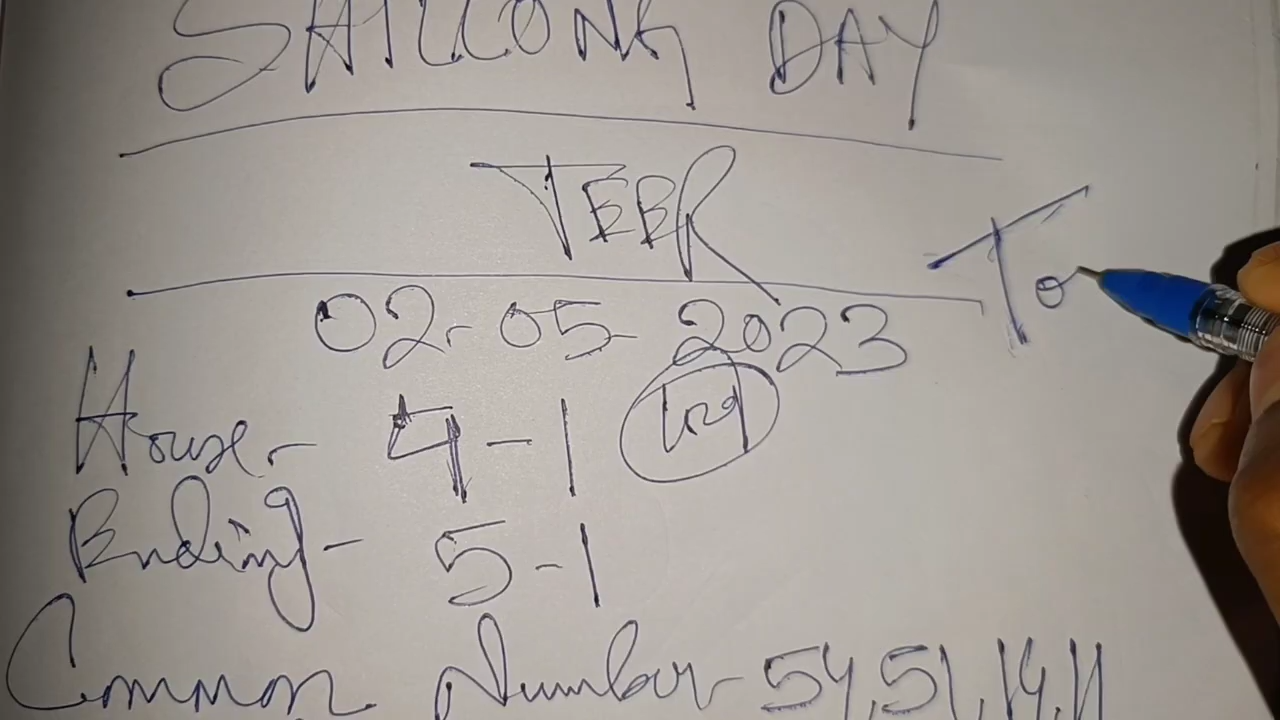 SHILLONG DAY
TEER
To
02-05-2023
House- 4-1
Ending- 5-1
Common Number- 54,51,14,11